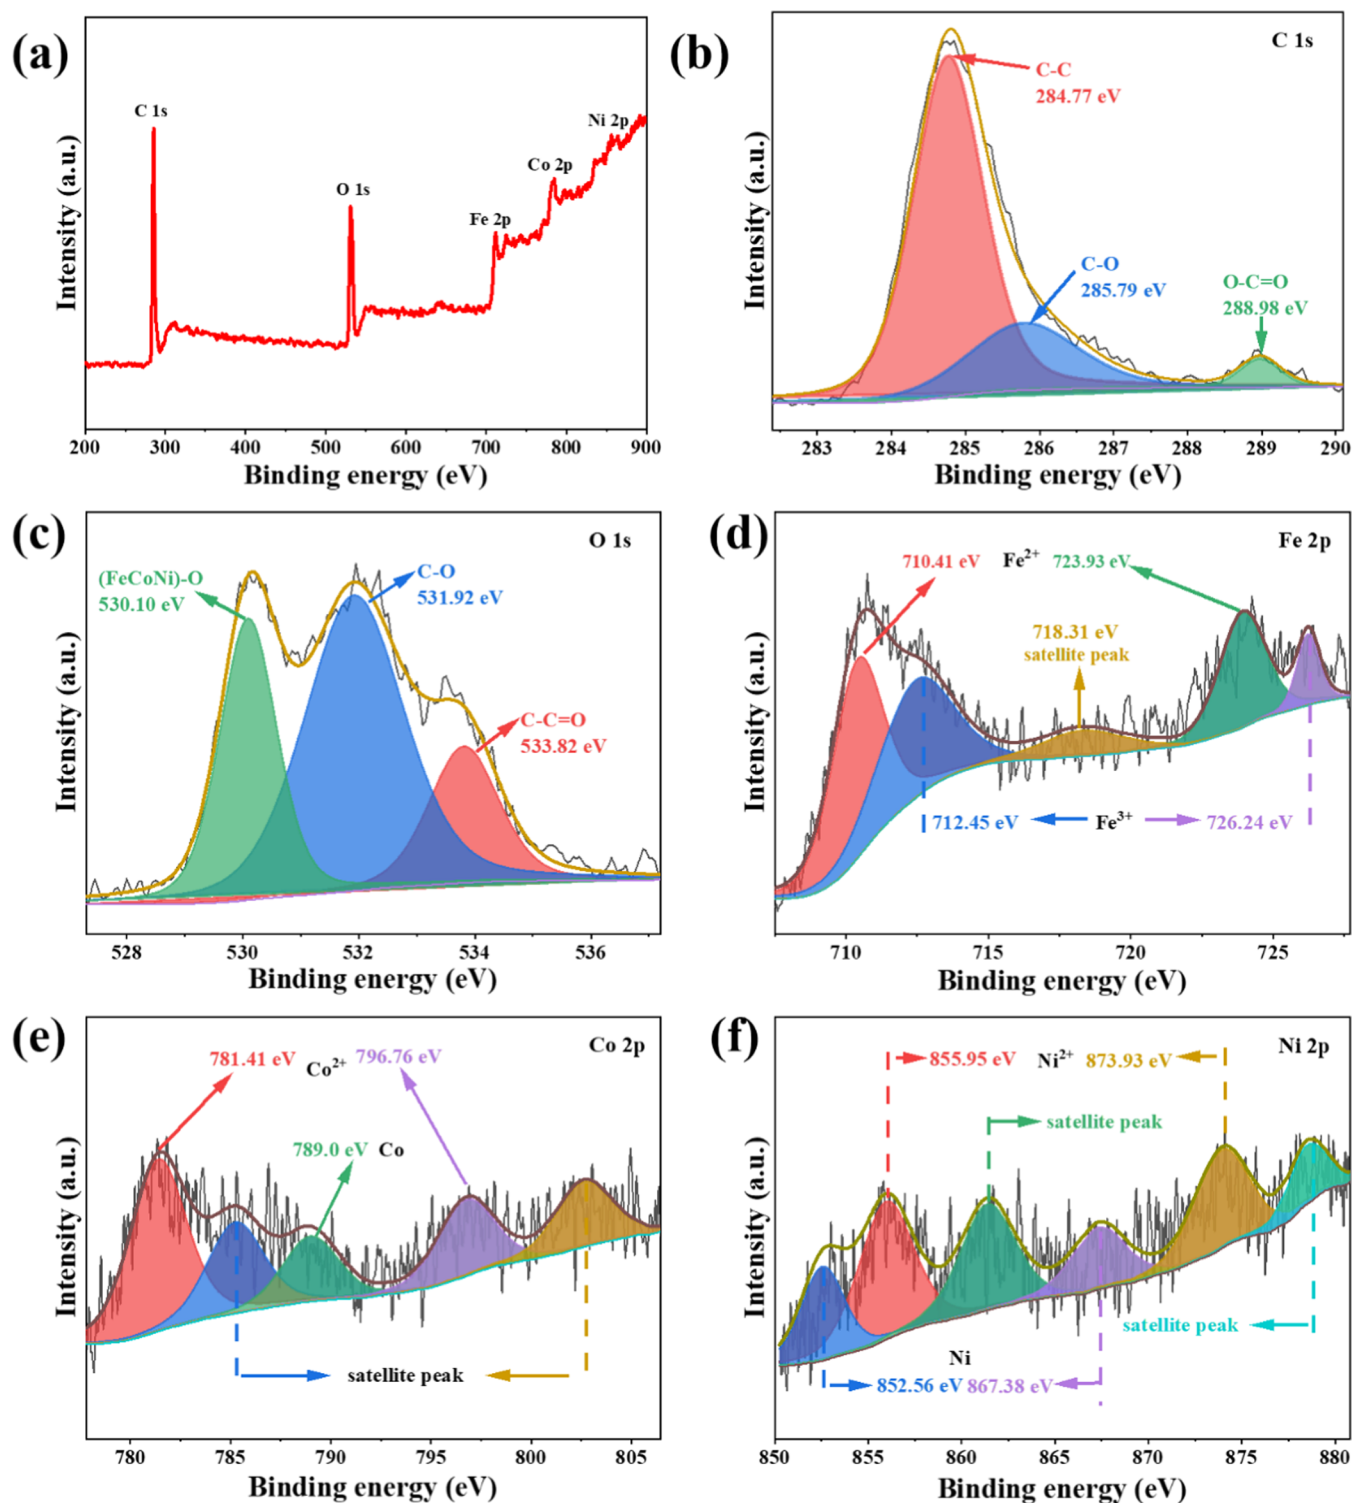 (a)
C 1s
O 1s
Fe 2p
Co 2p
Ni 2p
Intensity (a.u.)
200 300 400 500 600 700 800 900
Binding energy (eV)
(b)
C 1s
C-C
284.77 eV
C-O
285.79 eV
O-C=O
288.98 eV
Intensity (a.u.)
283 284 285 286 287 288 289 290
Binding energy (eV)
(c)
O 1s
(FeCoNi)-O
530.10 eV
C-O
531.92 eV
C-C=O
533.82 eV
Intensity (a.u.)
528 530 532 534 536
Binding energy (eV)
(d)
Fe 2p
710.41 eV Fe²⁺ 723.93 eV
718.31 eV
satellite peak
712.45 eV Fe³⁺ 726.24 eV
Intensity (a.u.)
710 715 720 725
Binding energy (eV)
(e)
Co 2p
781.41 eV Co²⁺ 796.76 eV
789.0 eV Co
satellite peak
Intensity (a.u.)
780 785 790 795 800 805
Binding energy (eV)
(f)
Ni 2p
855.95 eV Ni²⁺ 873.93 eV
satellite peak
satellite peak
Ni
852.56 eV 867.38 eV
Intensity (a.u.)
850 855 860 865 870 875 880
Binding energy (eV)